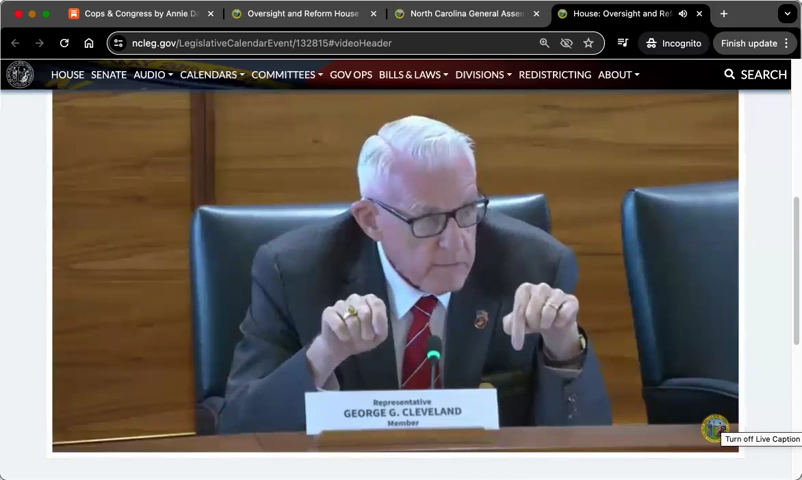 Cops & Congress by Annie D
Oversight and Reform House
North Carolina General Assem
House: Oversight and Ref
ncleg.gov/LegislativeCalendarEvent/132815#videoHeader
Incognito
Finish update
HOUSE SENATE AUDIO CALENDARS COMMITTEES GOV OPS BILLS & LAWS DIVISIONS REDISTRICTING ABOUT SEARCH
Representative
GEORGE G. CLEVELAND
Member
Turn off Live Caption